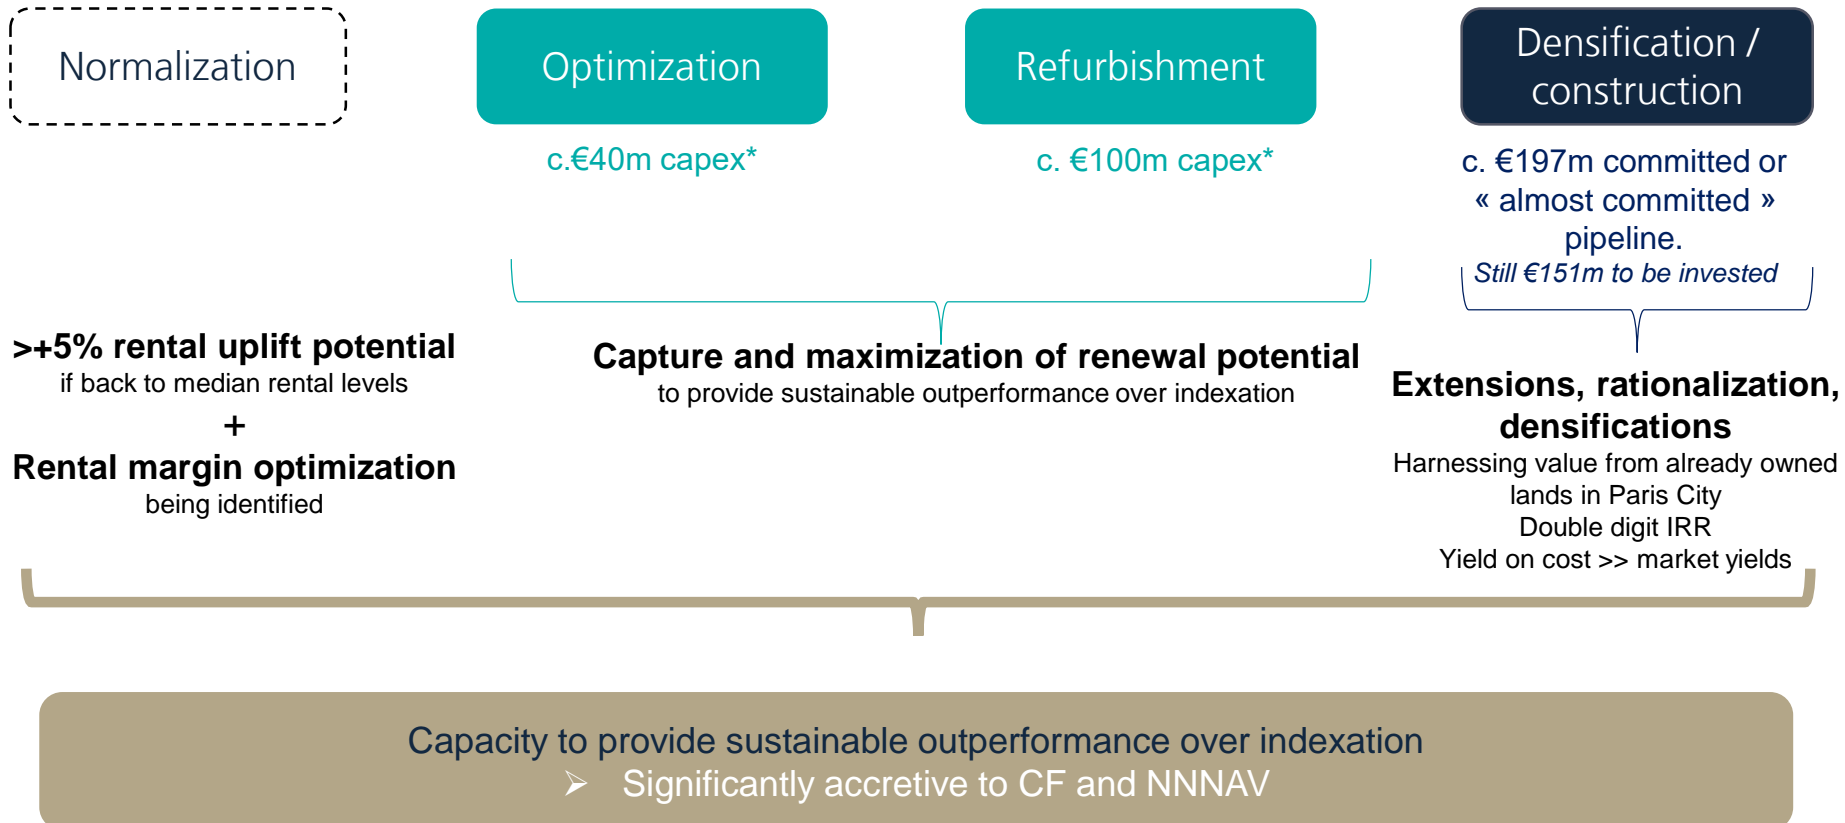 Normalization
Optimization
Refurbishment
Densification /
construction
c.€40m capex*
c. €100m capex*
c. €197m committed or
« almost committed »
pipeline.
Still €151m to be invested
>+5% rental uplift potential
if back to median rental levels
+
Rental margin optimization
being identified
Capture and maximization of renewal potential
to provide sustainable outperformance over indexation
Extensions, rationalization,
densifications
Harnessing value from already owned
lands in Paris City
Double digit IRR
Yield on cost >> market yields
Capacity to provide sustainable outperformance over indexation
➢ Significantly accretive to CF and NNNAV